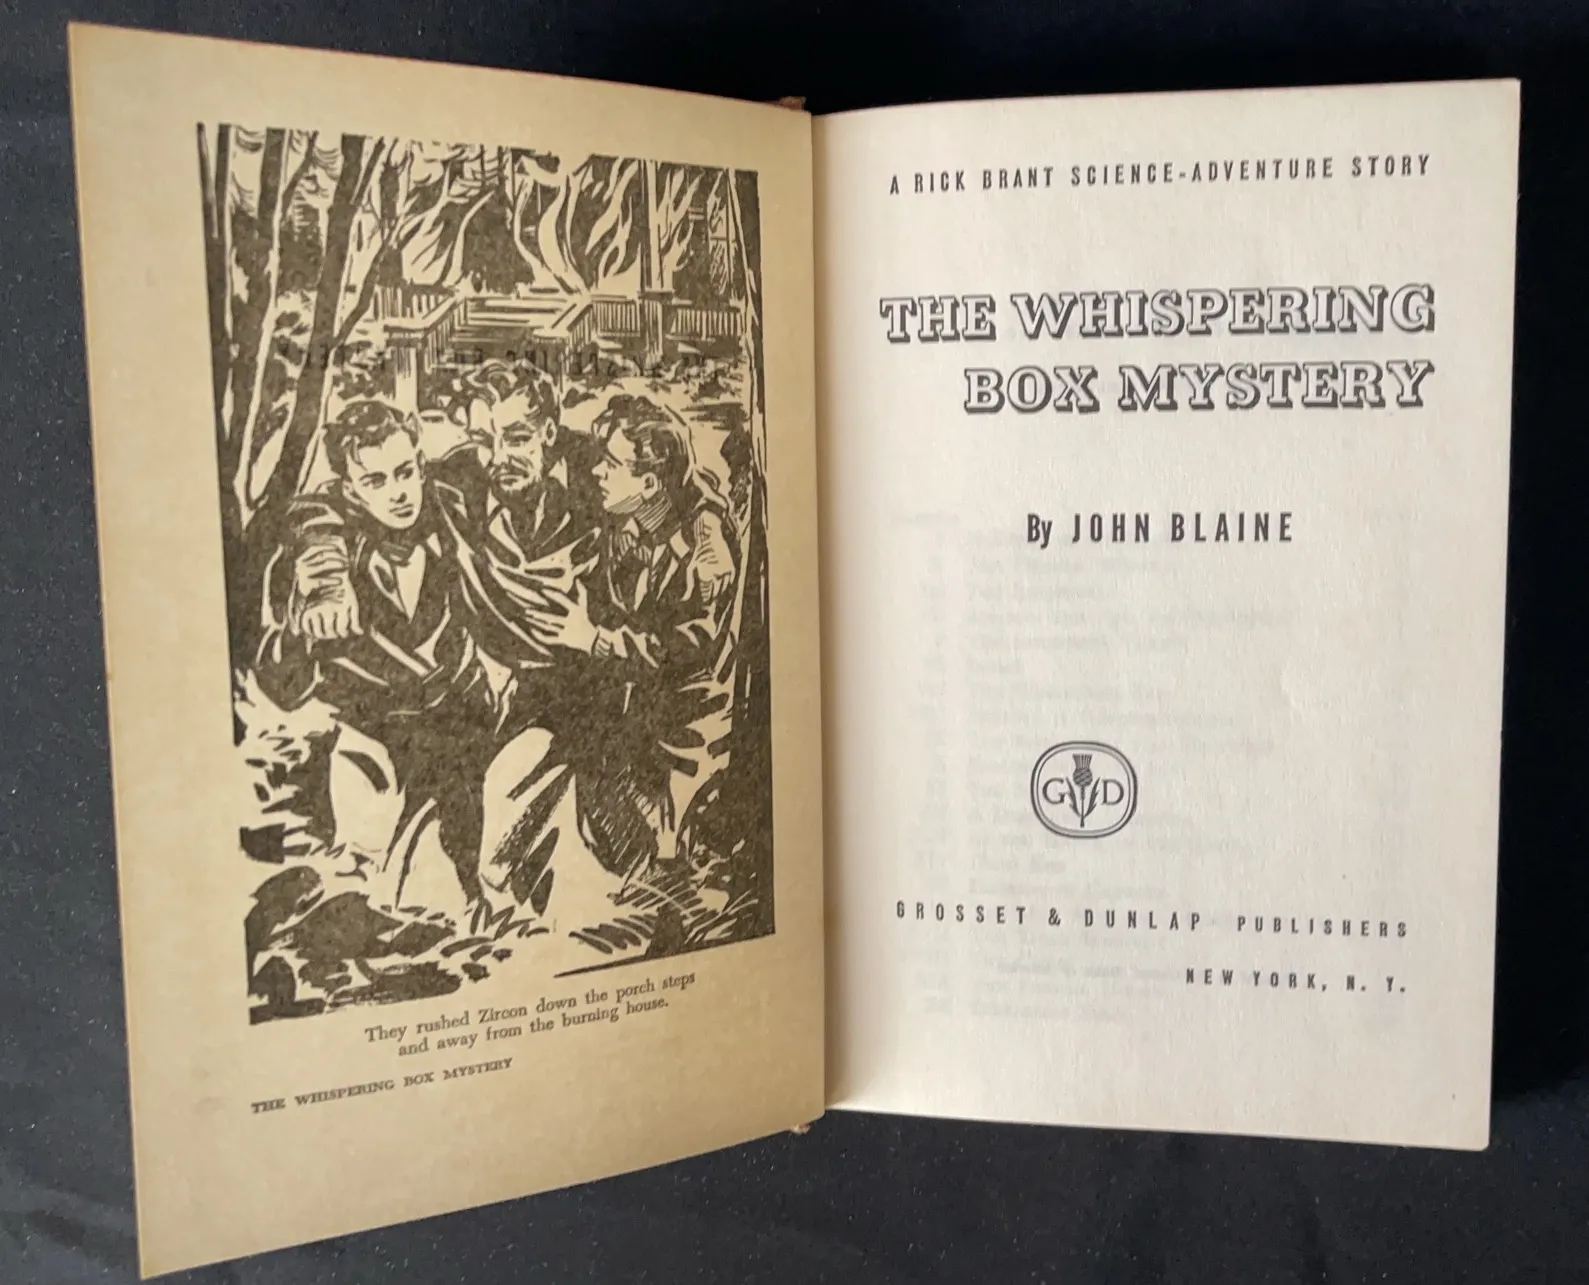 They rushed Zircon down the porch steps
and away from the burning house.
THE WHISPERING BOX MYSTERY
A RICK BRANT SCIENCE-ADVENTURE STORY
THE WHISPERING
BOX MYSTERY
By JOHN BLAINE
G D
GROSSET & DUNLAP PUBLISHERS
NEW YORK, N. Y.